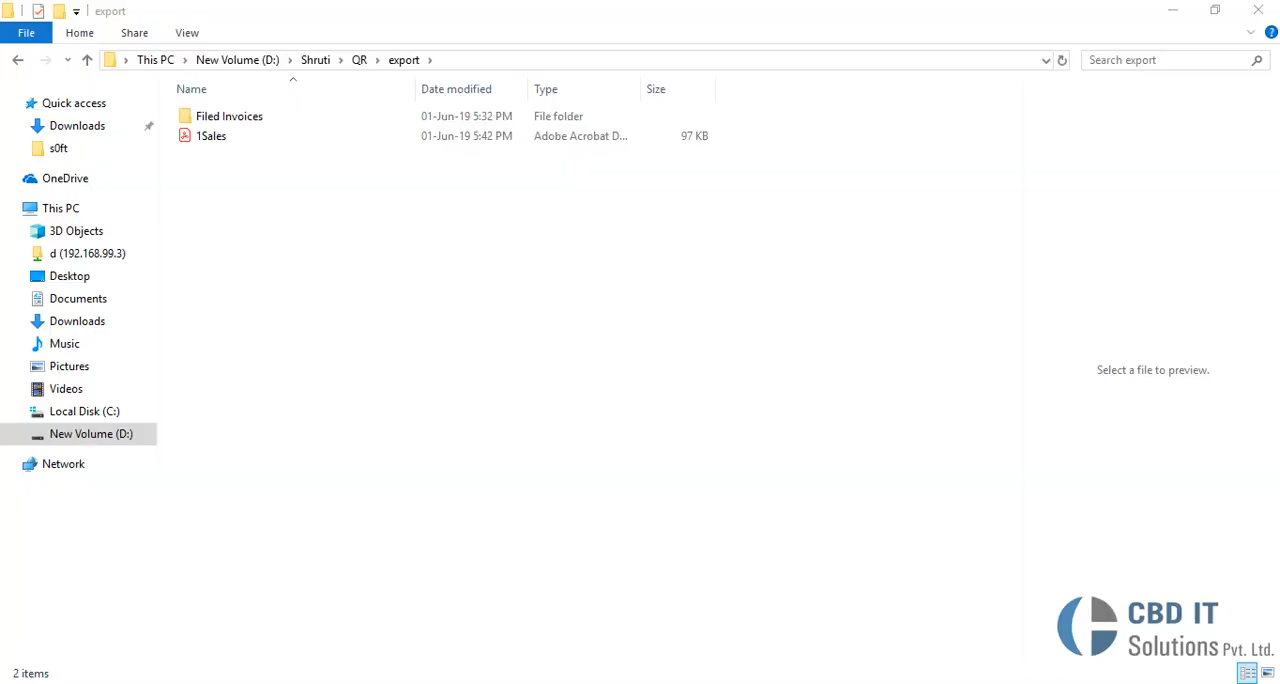 export
File Home Share View
This PC New Volume (D:) Shruti QR export
Search export
Name Date modified Type Size
Filed Invoices 01-Jun-19 5:32 PM File folder
1Sales 01-Jun-19 5:42 PM Adobe Acrobat D... 97 KB
Quick access
Downloads
s0ft
OneDrive
This PC
3D Objects
d (192.168.99.3)
Desktop
Documents
Downloads
Music
Pictures
Videos
Local Disk (C:)
New Volume (D:)
Network
Select a file to preview.
CBD IT
Solutions Pvt. Ltd.
2 items